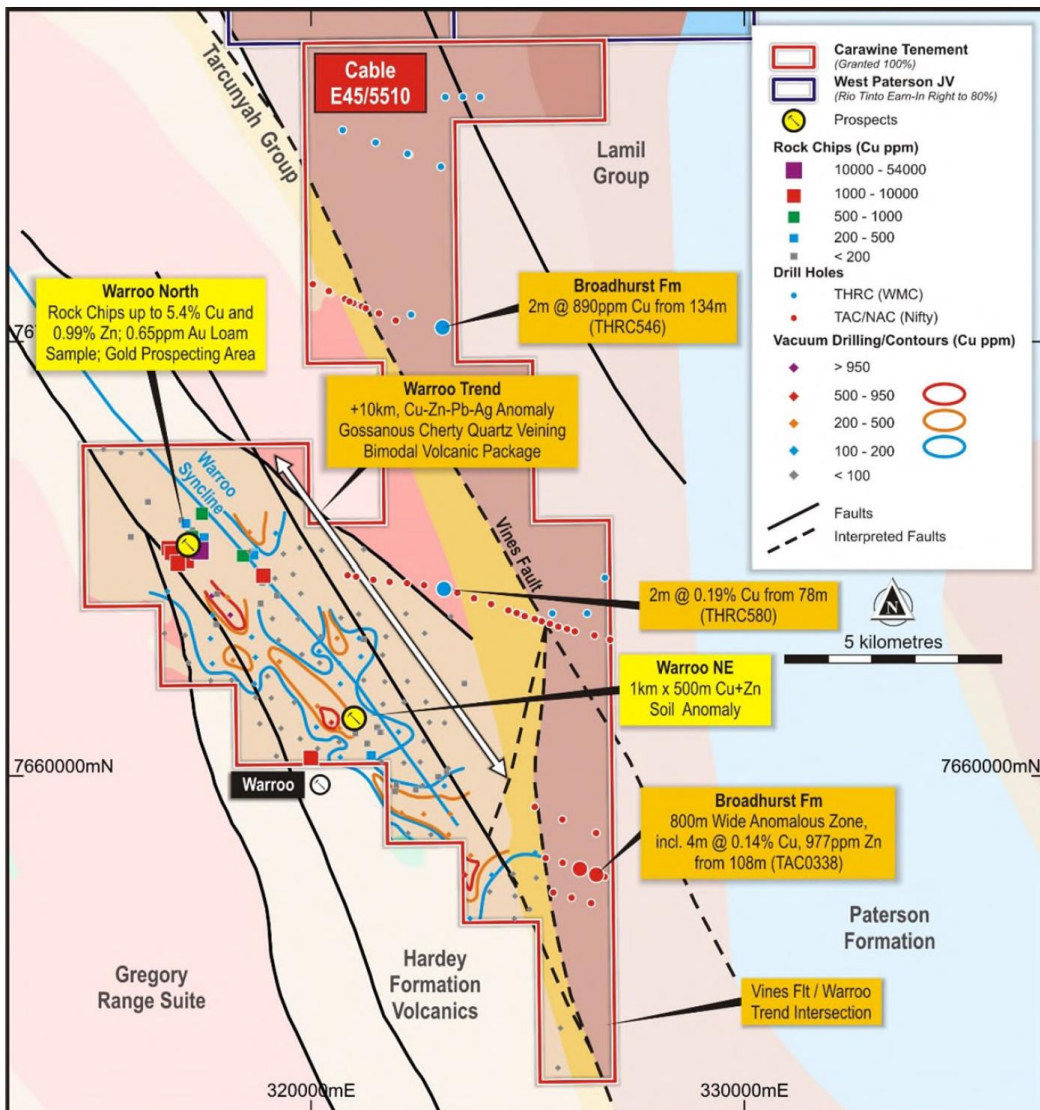 Cable
E45/5510
Tarcunyah Group
Lamil
Group
Carawine Tenement
(Granted 100%)
West Paterson JV
(Rio Tinto Earn-In Right to 80%)
Prospects
Rock Chips (Cu ppm)
10000 - 54000
1000 - 10000
500 - 1000
200 - 500
< 200
Drill Holes
THRC (WMC)
TAC/NAC (Nifty)
Vacuum Drilling/Contours (Cu ppm)
> 950
500 - 950
200 - 500
100 - 200
< 100
Faults
Interpreted Faults
N
5 kilometres
Warroo North
Rock Chips up to 5.4% Cu and
0.99% Zn; 0.65ppm Au Loam
Sample; Gold Prospecting Area
Broadhurst Fm
2m @ 890ppm Cu from 134m
(THRC546)
Warroo Trend
+10km, Cu-Zn-Pb-Ag Anomaly
Gossanous Cherty Quartz Veining
Bimodal Volcanic Package
Warroo
Syncline
Vines Fault
2m @ 0.19% Cu from 78m
(THRC580)
Warroo NE
1km x 500m Cu+Zn
Soil Anomaly
7660000mN
7660000mN
Warroo
Broadhurst Fm
800m Wide Anomalous Zone,
incl. 4m @ 0.14% Cu, 977ppm Zn
from 108m (TAC0338)
Paterson
Formation
Gregory
Range Suite
Hardey
Formation
Volcanics
Vines Flt / Warroo
Trend Intersection
320000mE
330000mE